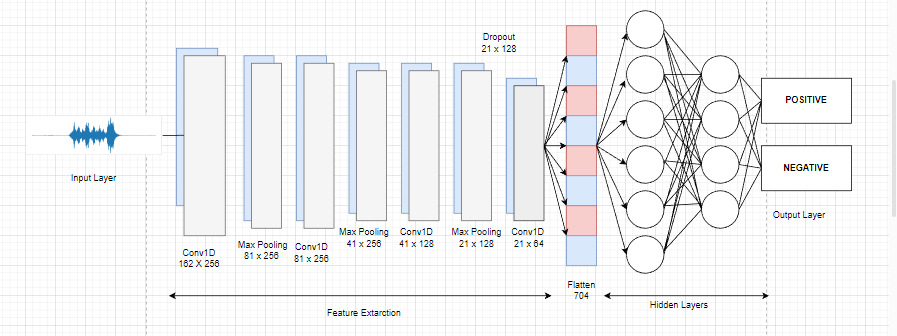 Dropout
21 x 128
POSITIVE
NEGATIVE
Input Layer
Output Layer
Conv1D
162 X 256
Max Pooling
81 x 256
Conv1D
81 x 256
Max Pooling
41 x 256
Conv1D
41 x 128
Max Pooling
21 x 128
Conv1D
21 x 64
Flatten
704
Feature Extarction
Hidden Layers